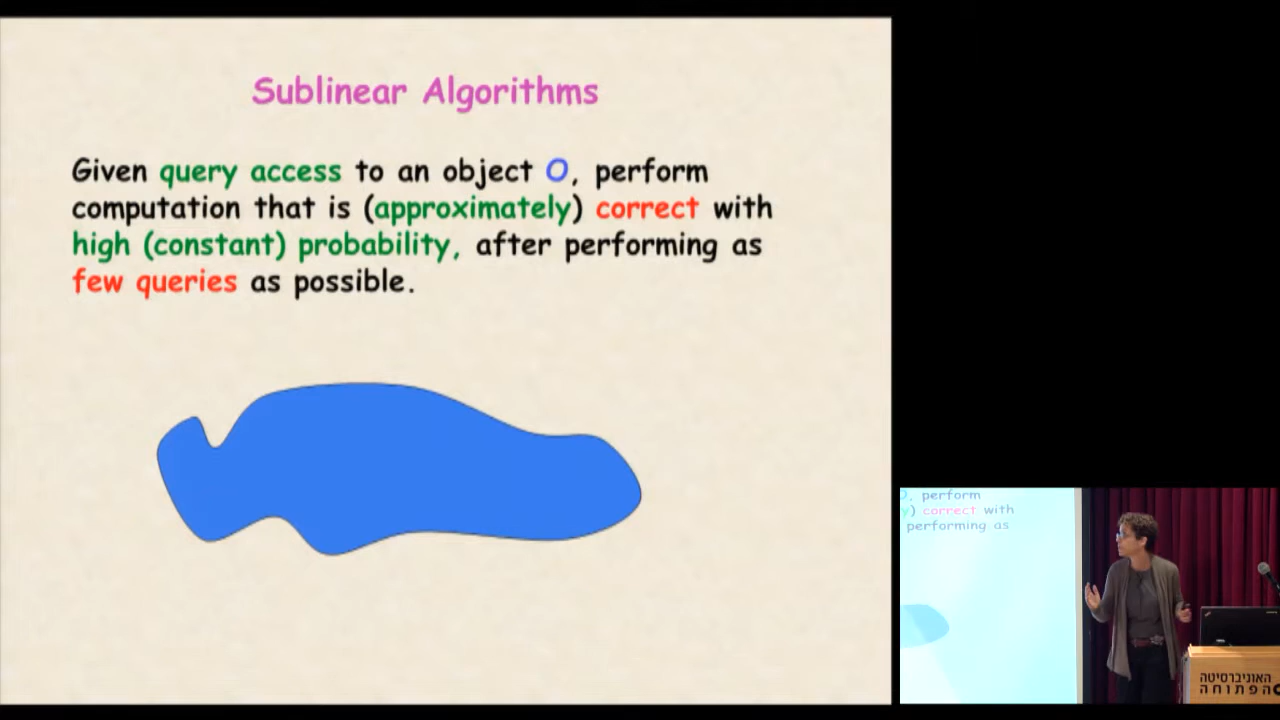 Sublinear Algorithms
Given query access to an object O, perform
computation that is (approximately) correct with
high (constant) probability, after performing as
few queries as possible.
O, perform
y) correct with
performing as
האוניברסיטה
הפתוחה